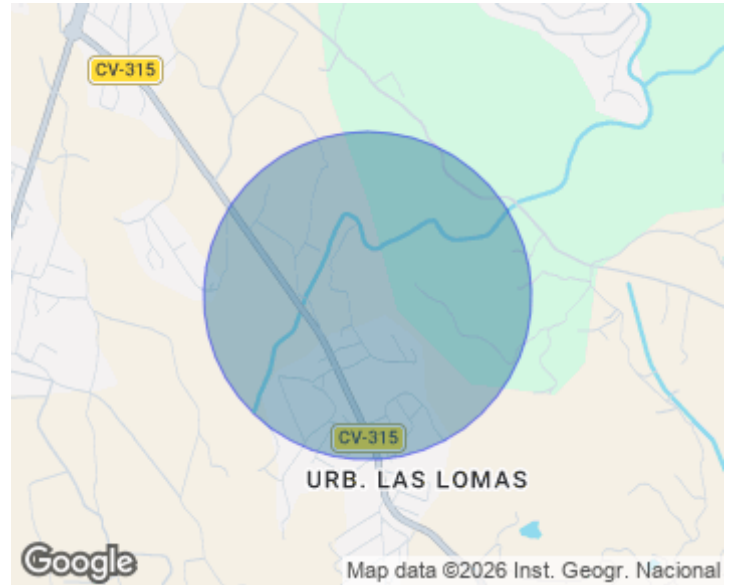 CV-315
CV-315
URB. LAS LOMAS
Google
Map data ©2026 Inst. Geogr. Nacional